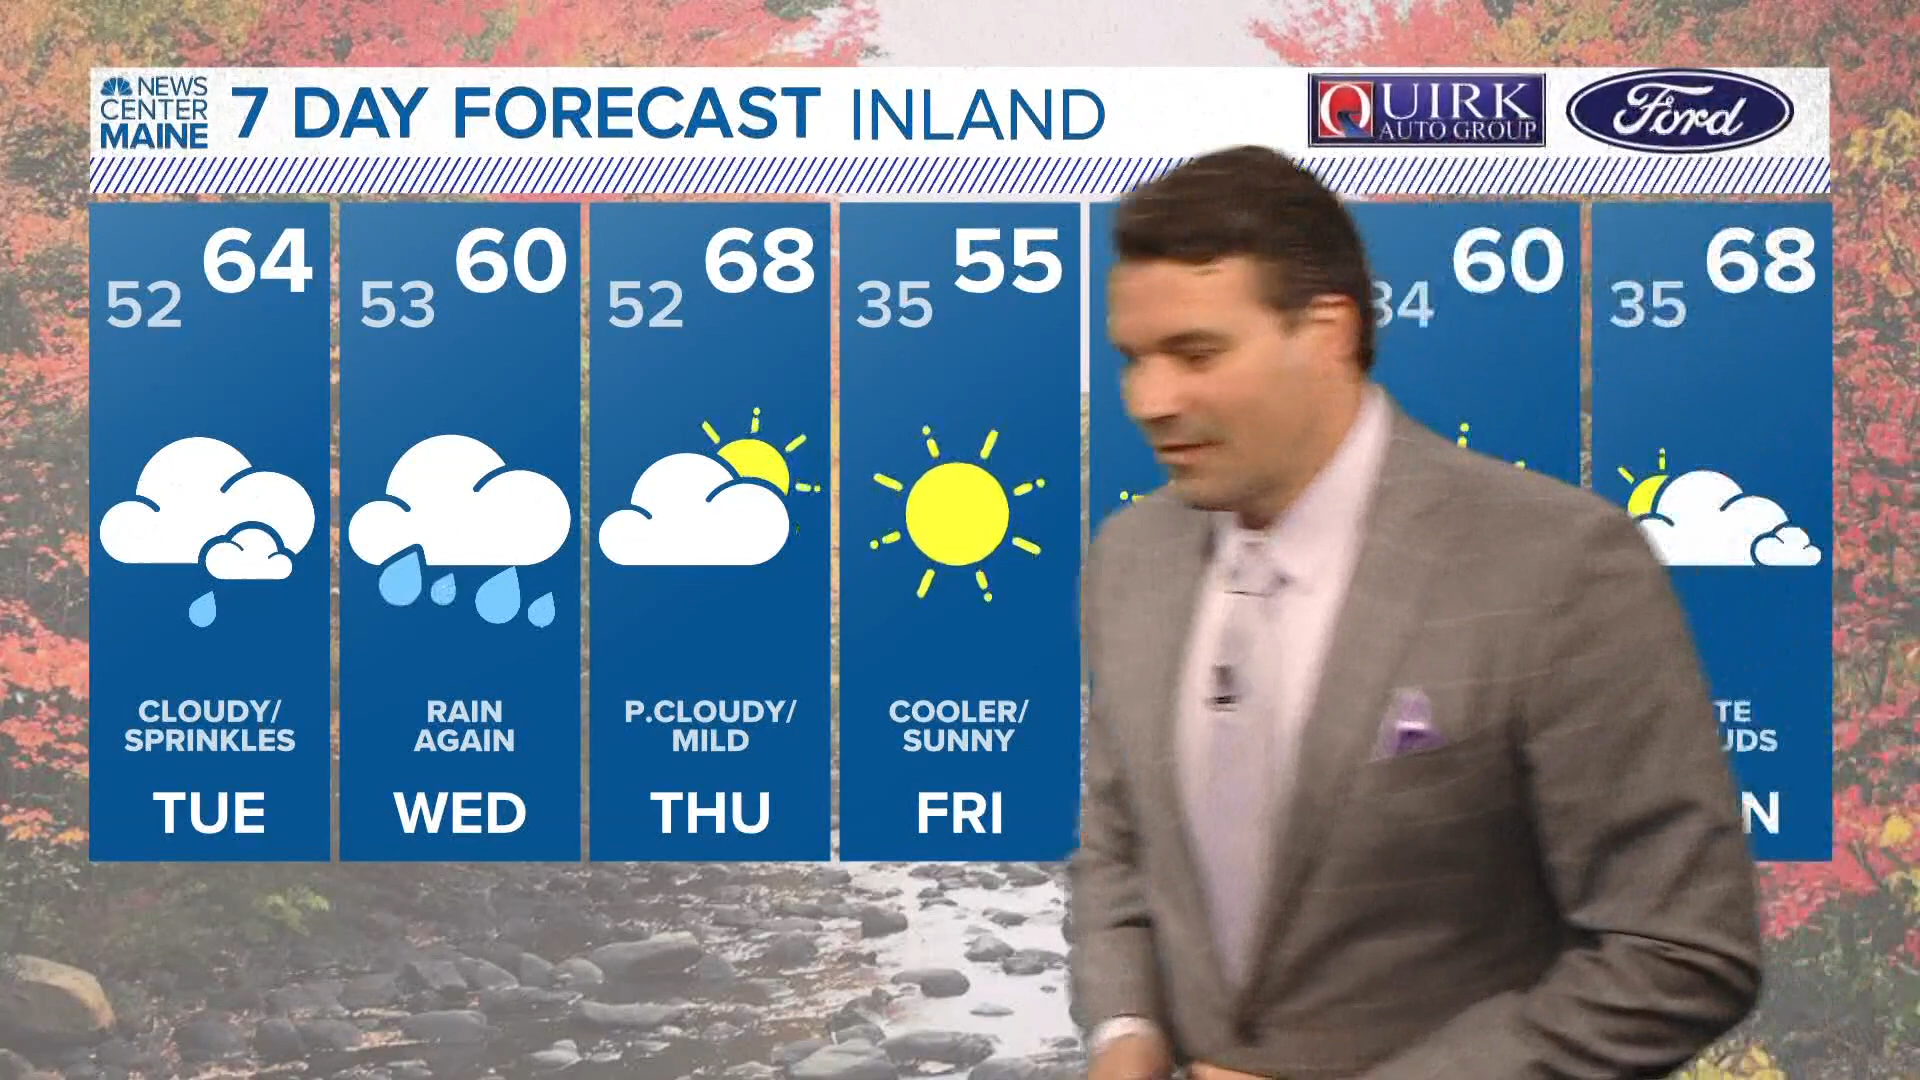 NEWS
CENTER
MAINE
7 DAY FORECAST INLAND
QUIRK
AUTO GROUP
Ford
52 64
53 60
52 68
35 55
60
35 68
CLOUDY/
SPRINKLES
RAIN
AGAIN
P.CLOUDY/
MILD
COOLER/
SUNNY
TUE
WED
THU
FRI